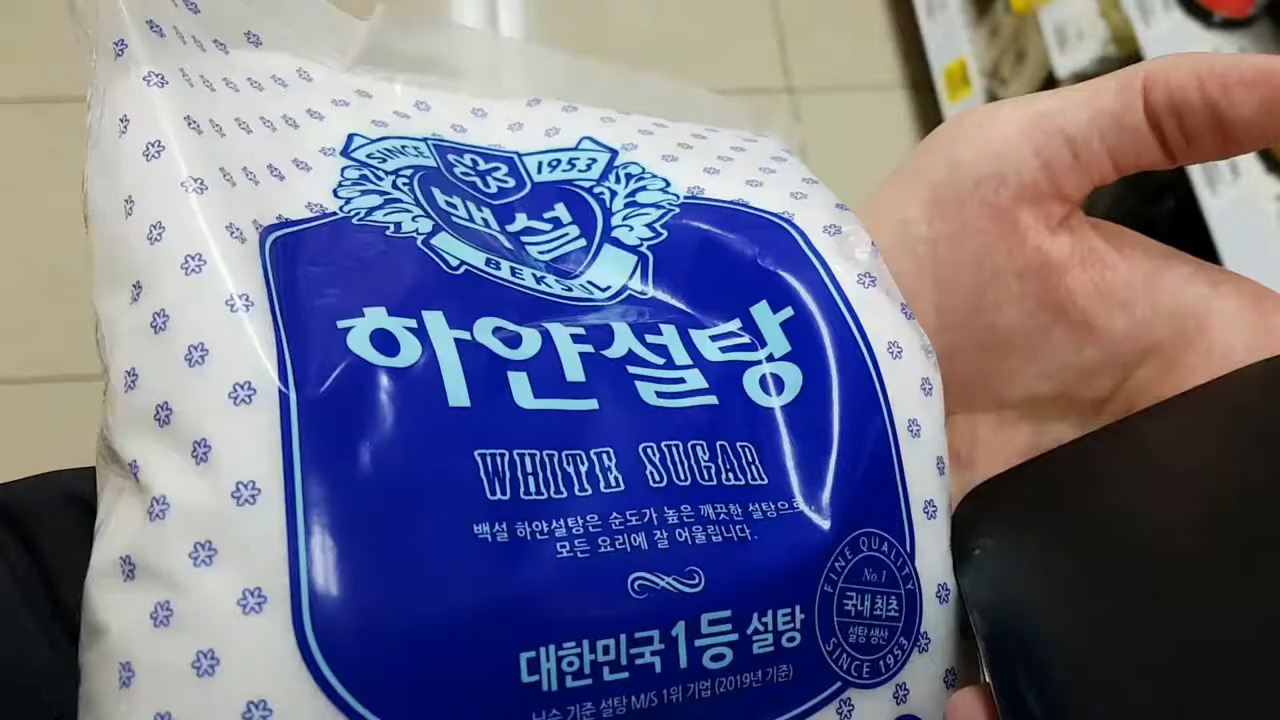 SINCE 1953
백설
BEKSUL
하얀설탕
WHITE SUGAR
백설 하얀설탕은 순도가 높은 깨끗한 설탕으로
모든 요리에 잘 어울립니다.
대한민국 1등 설탕
기준 설탕 M/S 1위 기업 (2019년 기준)
FINE QUALITY
No.1
국내 최초
설탕 생산
SINCE 1953